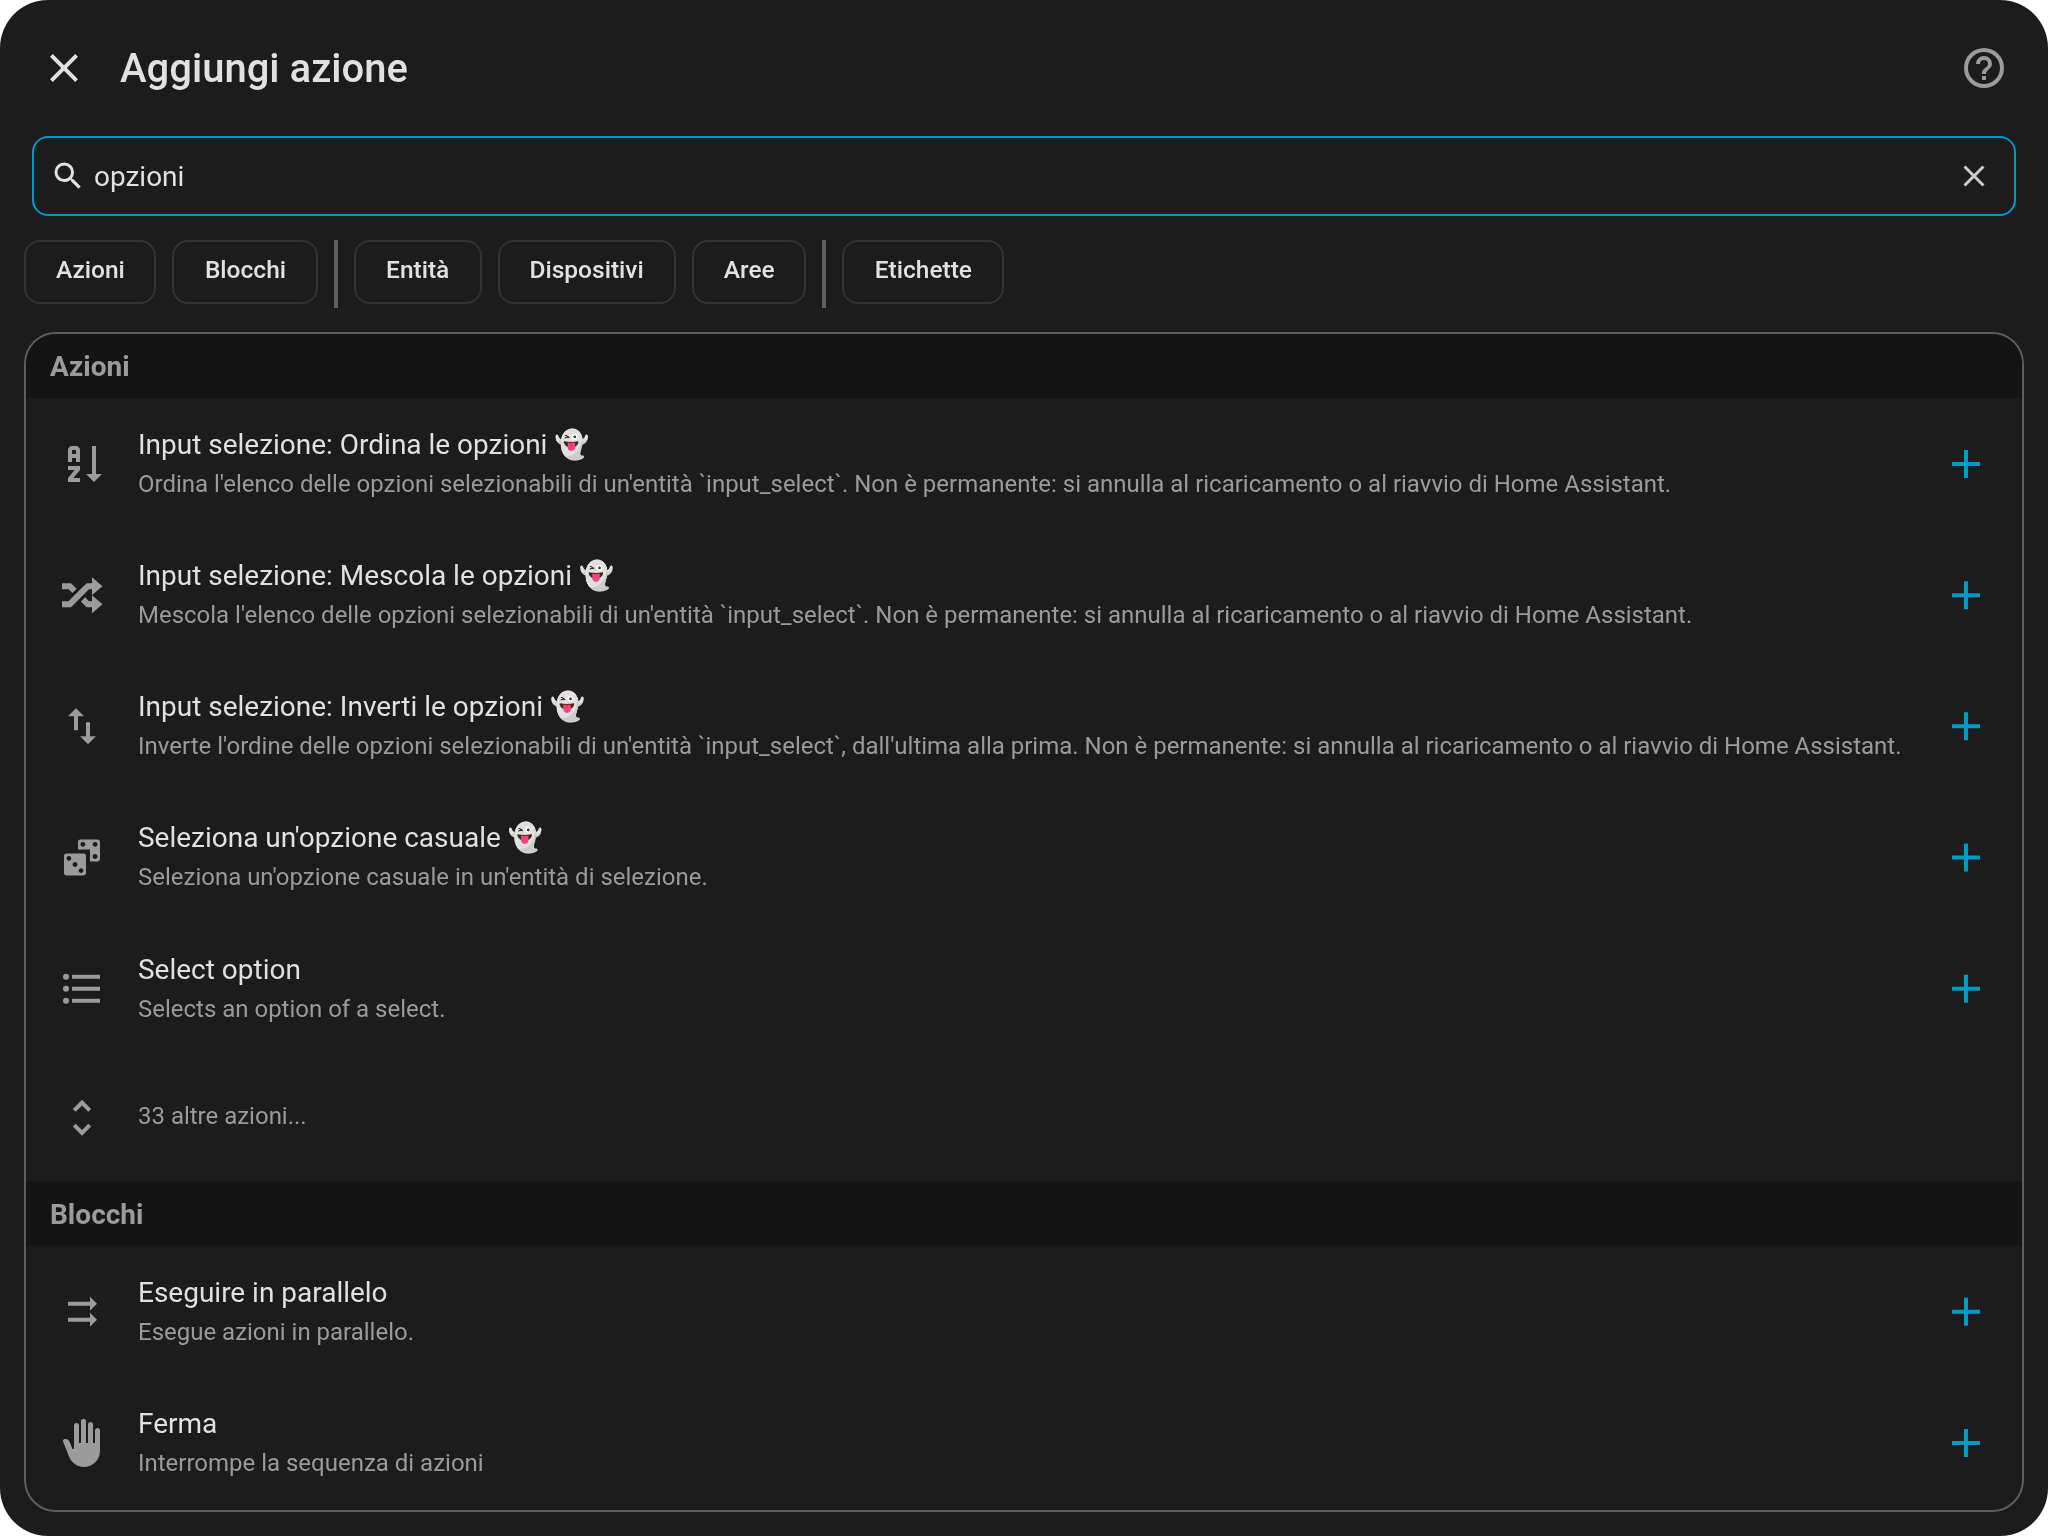 Aggiungi azione
opzioni
Azioni
Blocchi
Entità
Dispositivi
Aree
Etichette
Azioni
Input selezione: Ordina le opzioni 👻
Ordina l'elenco delle opzioni selezionabili di un'entità `input_select`. Non è permanente: si annulla al ricaricamento o al riavvio di Home Assistant.
Input selezione: Mescola le opzioni 👻
Mescola l'elenco delle opzioni selezionabili di un'entità `input_select`. Non è permanente: si annulla al ricaricamento o al riavvio di Home Assistant.
Input selezione: Inverti le opzioni 👻
Inverte l'ordine delle opzioni selezionabili di un'entità `input_select`, dall'ultima alla prima. Non è permanente: si annulla al ricaricamento o al riavvio di Home Assistant.
Seleziona un'opzione casuale 👻
Seleziona un'opzione casuale in un'entità di selezione.
Select option
Selects an option of a select.
33 altre azioni...
Blocchi
Eseguire in parallelo
Esegue azioni in parallelo.
Ferma
Interrompe la sequenza di azioni